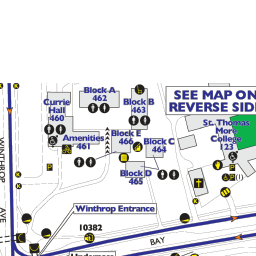 Block A
462
SEE MAP ON
REVERSE SIDE
Currie
Hall
460
Block B
463
St. Thomas
More
College
123
Amenities
461
Block E
466
Block C
464
Block D
465
P(1)
WINTHROP
AVE
Winthrop Entrance
10382
BAY